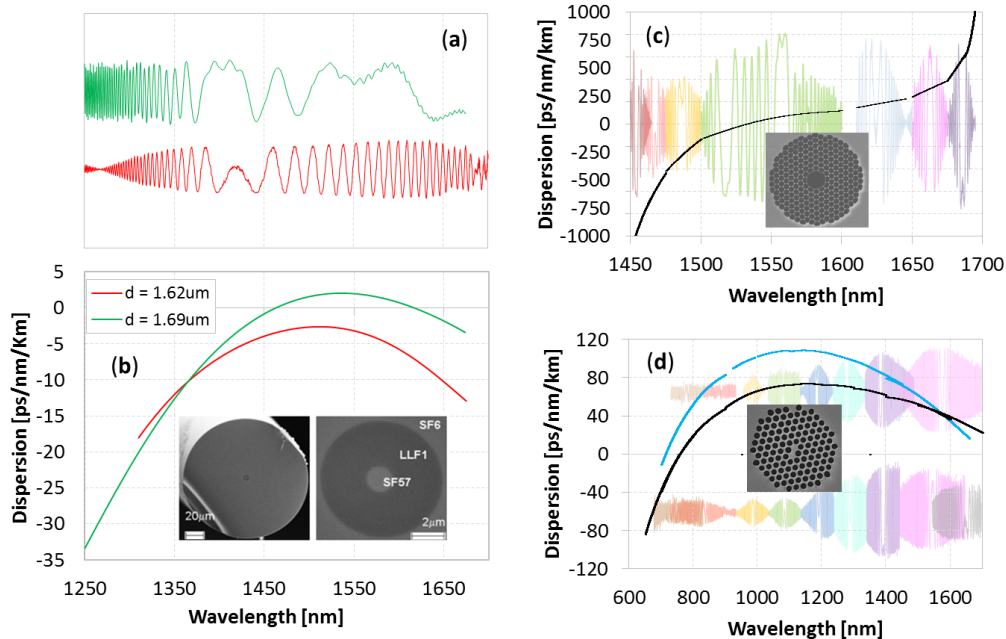 (a)
5
0
-5
-10
-15
-20
-25
-30
-35
Dispersion [ps/nm/Km]
d = 1.62um
d = 1.69um
(b)
20μm
SF6
LLF1
SF57
2μm
1250
1350
1450
1550
1650
Wavelength [nm]
(c)
1000
750
500
250
0
-250
-500
-750
-1000
Dispersion [ps/nm/km]
1450
1500
1550
1600
1650
1700
Wavelength [nm]
(d)
120
80
40
0
-40
-80
-120
Dispersion [ps/nm/km]
600
800
1000
1200
1400
1600
Wavelength [nm]